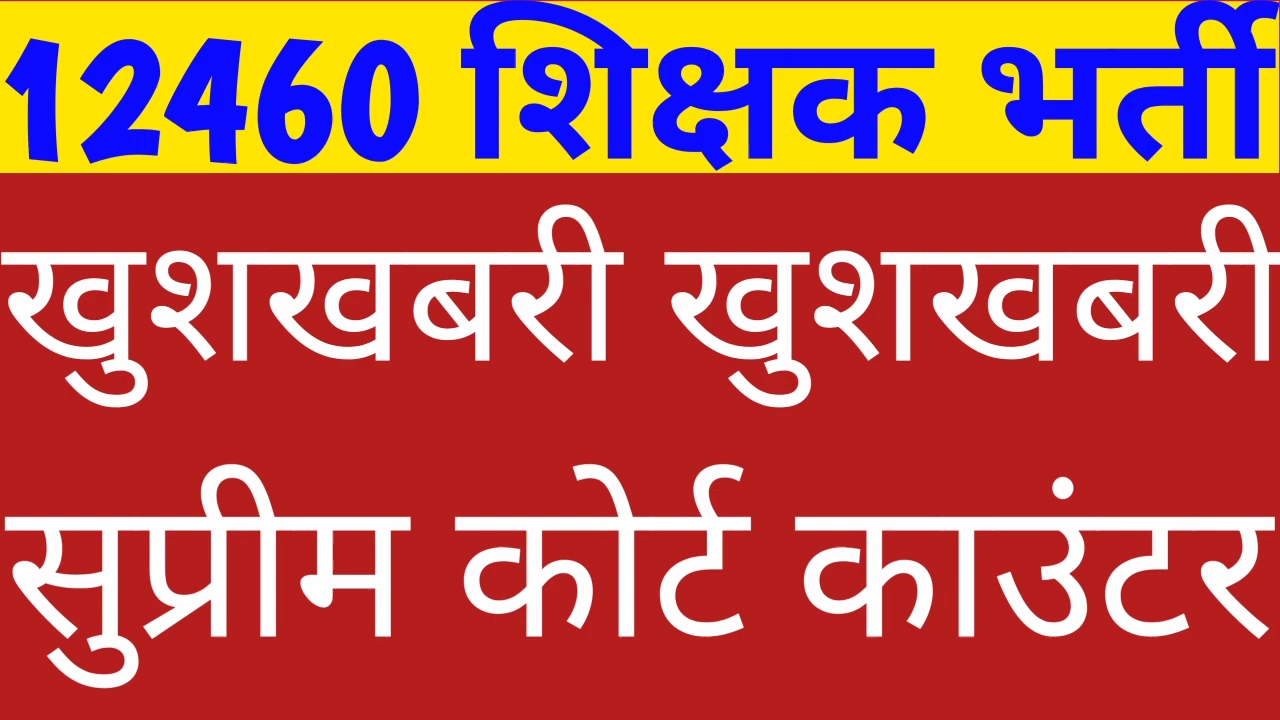 12460 शिक्षक भर्ती
खुशखबरी खुशखबरी
सुप्रीम कोर्ट काउंटर